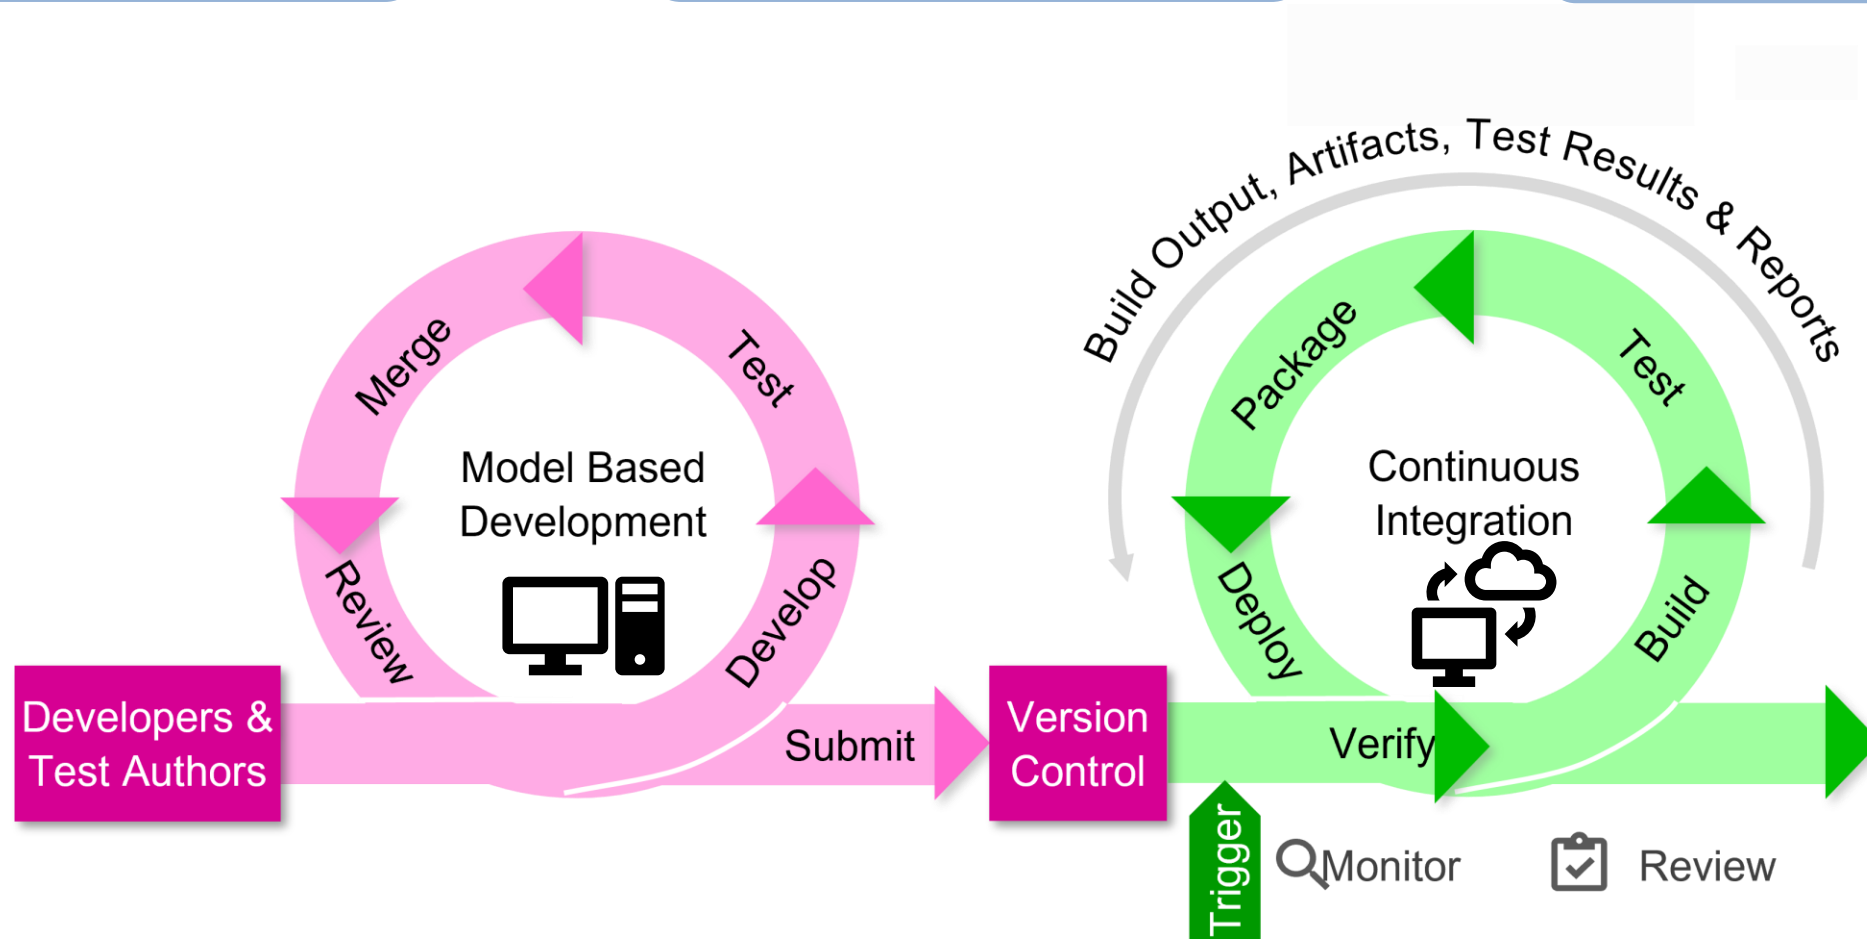 Build Output, Artifacts, Test Results & Reports
Merge
Test
Model Based
Development
Review
Develop
Developers &
Test Authors
Submit
Version
Control
Package
Test
Continuous
Integration
Deploy
Build
Verify
Trigger
Monitor
Review